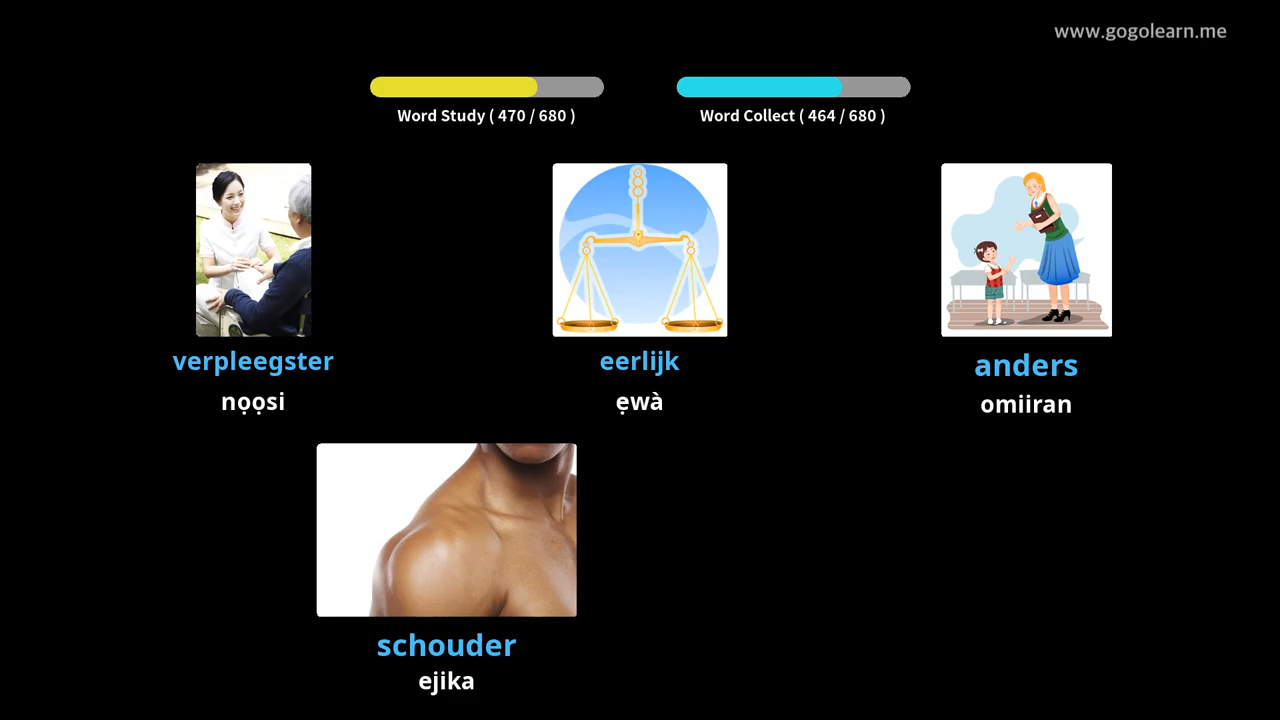 www.gogolearn.me
Word Study ( 470 / 680 )
Word Collect ( 464 / 680 )
verpleegster
nọọsi
eerlijk
ẹwà
anders
omiiran
schouder
ejika